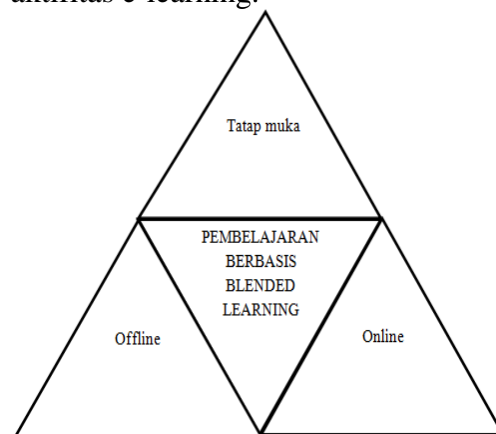 aktifitas e-learning.
Tatap muka
PEMBELAJARAN
BERBASIS
BLENDED
LEARNING
Offline
Online